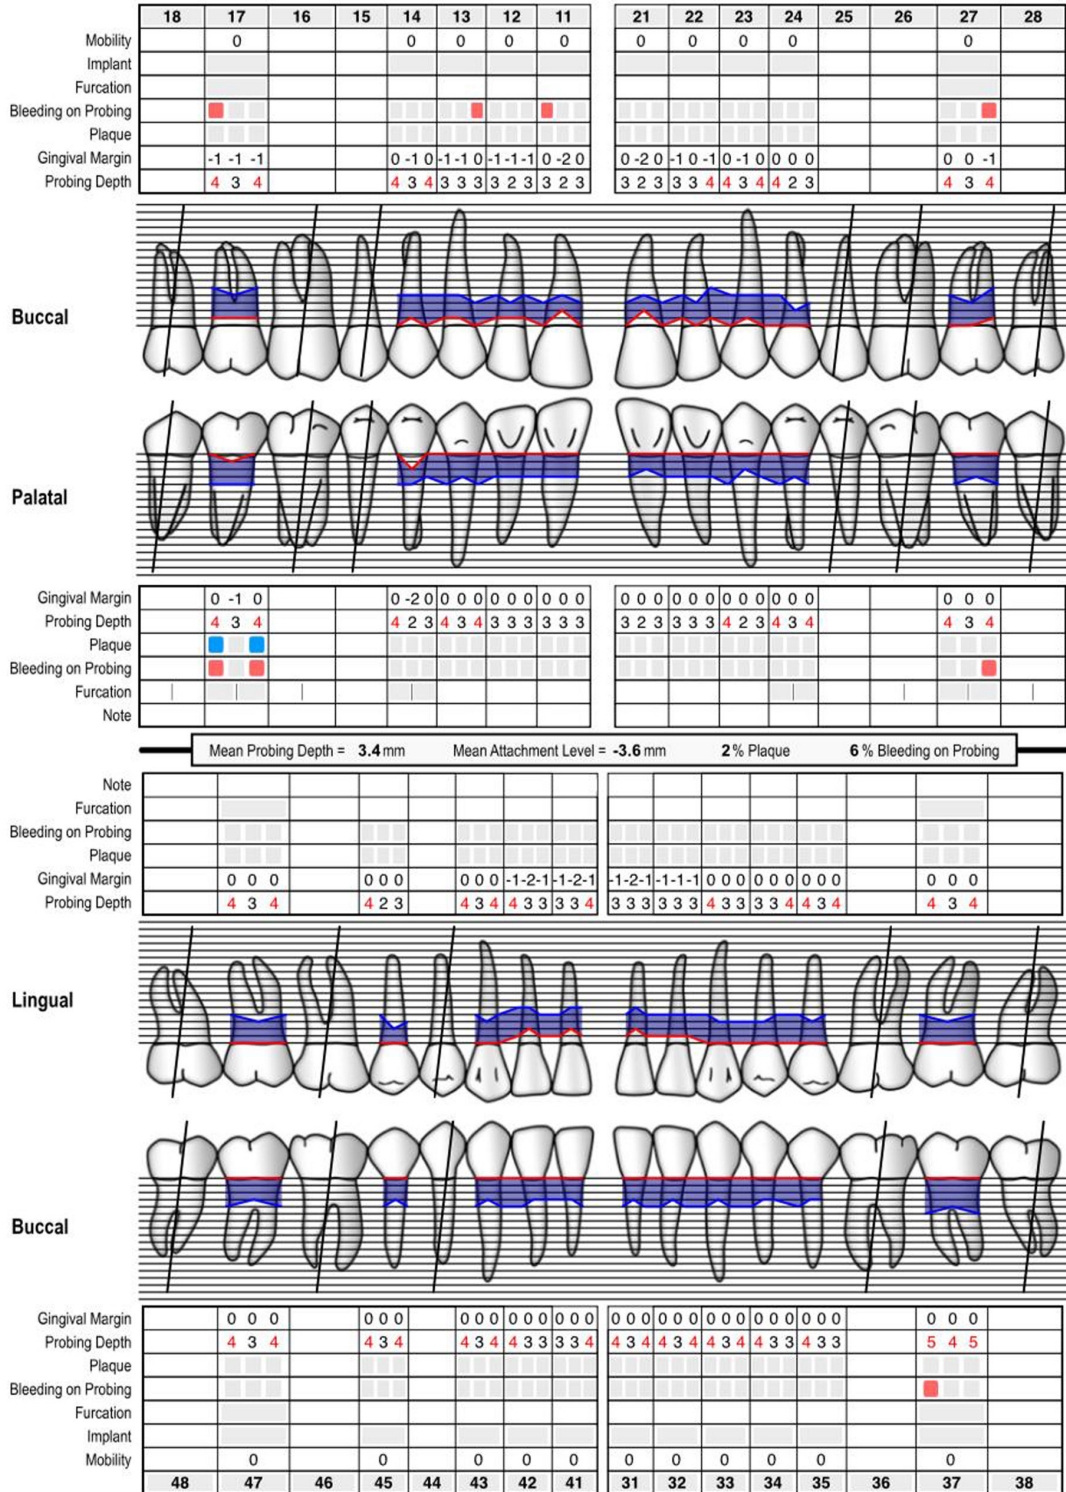 18 17 16 15 14 13 12 11 21 22 23 24 25 26 27 28
Mobility 0 0 0 0 0 0 0 0 0 0
Implant
Furcation
Bleeding on Probing
Plaque
Gingival Margin -1 -1 -1 0 -1 0 -1 -1 0 -1 -1 -1 0 -2 0 0 -2 0 -1 0 -1 0 -1 0 0 0 0 0 0 -1
Probing Depth 4 3 4 4 3 4 3 3 3 3 2 3 3 2 3 3 2 3 3 3 4 4 3 4 4 2 3 4 3 4
Buccal
Palatal
Gingival Margin 0 -1 0 0 -2 0 0 0 0 0 0 0 0 0 0 0 0 0 0 0 0 0 0 0 0 0 0 0 0 0
Probing Depth 4 3 4 4 2 3 4 3 4 3 3 3 3 3 3 3 2 3 3 3 3 4 2 3 4 3 4 4 3 4
Plaque
Bleeding on Probing
Furcation
Note
Mean Probing Depth = 3.4 mm Mean Attachment Level = -3.6 mm 2 % Plaque 6 % Bleeding on Probing
Note
Furcation
Bleeding on Probing
Plaque
Gingival Margin 0 0 0 0 0 0 0 0 0 -1 -2 -1 -1 -2 -1 -1 -2 -1 -1 -1 -1 0 0 0 0 0 0 0 0 0 0 0 0
Probing Depth 4 3 4 4 2 3 4 3 4 4 3 3 3 3 4 3 3 3 3 3 3 4 3 3 3 3 4 4 3 4 4 3 4
Lingual
Buccal
Gingival Margin 0 0 0 0 0 0 0 0 0 0 0 0 0 0 0 0 0 0 0 0 0 0 0 0 0 0 0 0 0 0 0 0 0
Probing Depth 4 3 4 4 3 4 4 3 4 4 3 3 3 3 4 4 3 4 4 3 4 4 3 4 4 3 3 4 3 3 5 4 5
Plaque
Bleeding on Probing
Furcation
Implant
Mobility 0 0 0 0 0 0 0 0 0 0 0
48 47 46 45 44 43 42 41 31 32 33 34 35 36 37 38